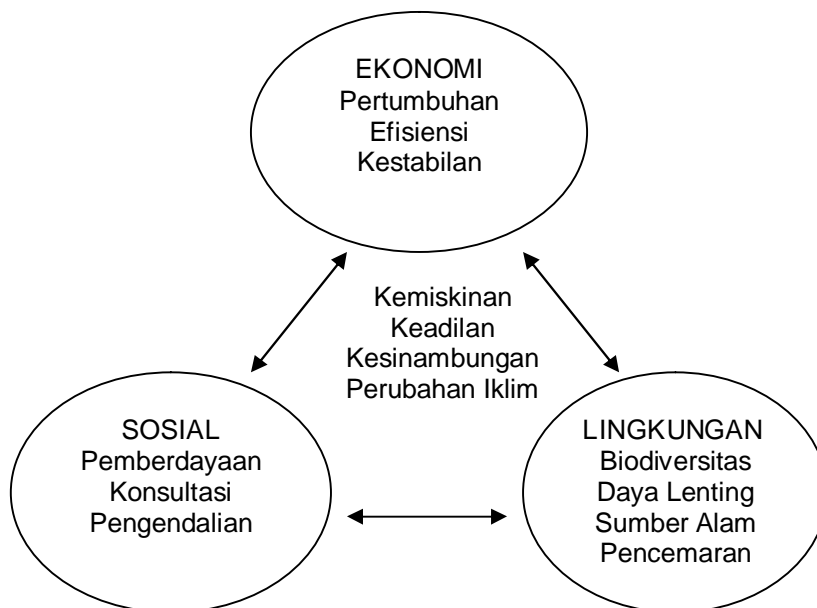 EKONOMI
Pertumbuhan
Efisiensi
Kestabilan
Kemiskinan
Keadilan
Kesinambungan
Perubahan Iklim
SOSIAL
Pemberdayaan
Konsultasi
Pengendalian
LINGKUNGAN
Biodiversitas
Daya Lenting
Sumber Alam
Pencemaran